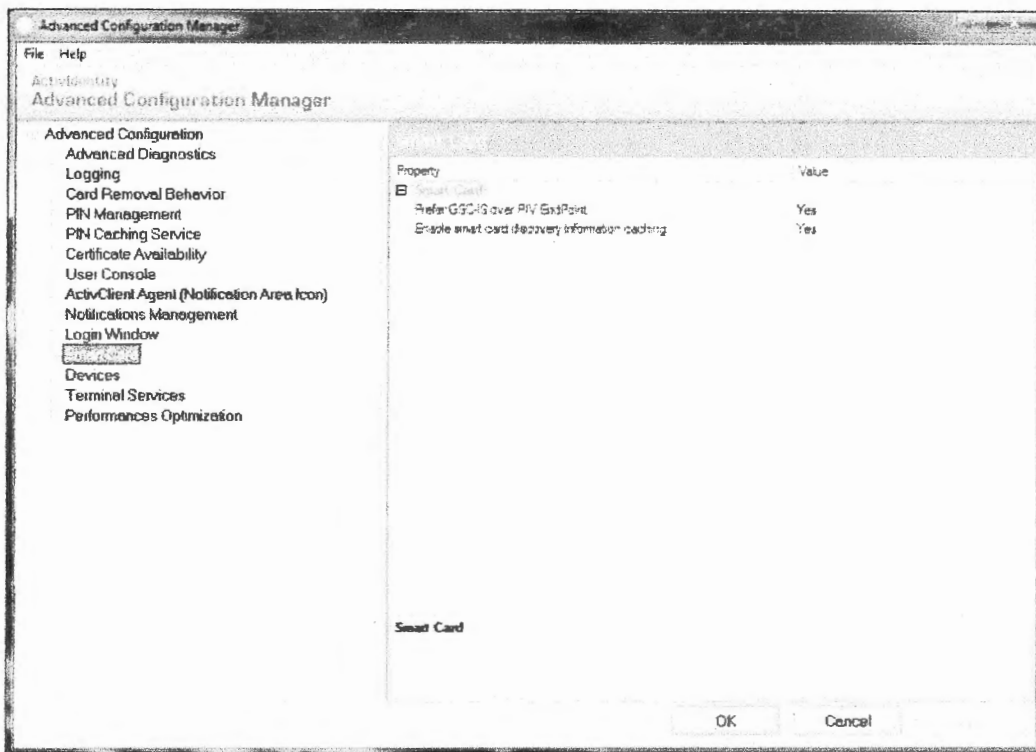 Advanced Configuration Manager
File Help
ActivIdentity
Advanced Configuration Manager
Advanced Configuration
Advanced Diagnostics
Logging
Card Removal Behavior
PIN Management
PIN Caching Service
Certificate Availability
User Console
ActivClient Agent (Notification Area Icon)
Notifications Management
Login Window
Devices
Terminal Services
Performances Optimization
Property Value
Smart Card
Prefer GSC-IS over PIV EndPoint Yes
Enable smart card discovery information caching Yes
Smart Card
OK Cancel